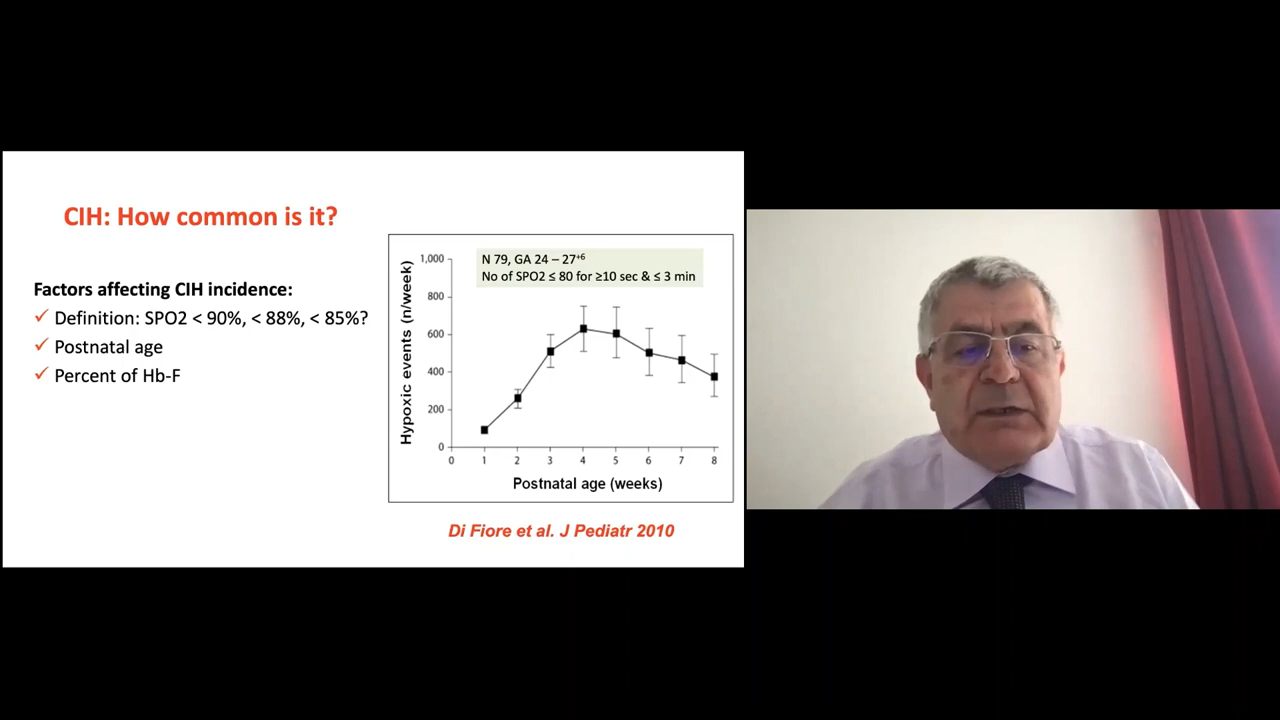 CIH: How common is it?
Factors affecting CIH incidence:
✓ Definition: SPO2 < 90%, < 88%, < 85%?
✓ Postnatal age
✓ Percent of Hb-F
N 79, GA 24 – 27⁺⁶
No of SPO2 ≤ 80 for ≥10 sec & ≤ 3 min
Hypoxic events (n/week)
1,000
800
600
400
200
0
0 1 2 3 4 5 6 7 8
Postnatal age (weeks)
Di Fiore et al. J Pediatr 2010